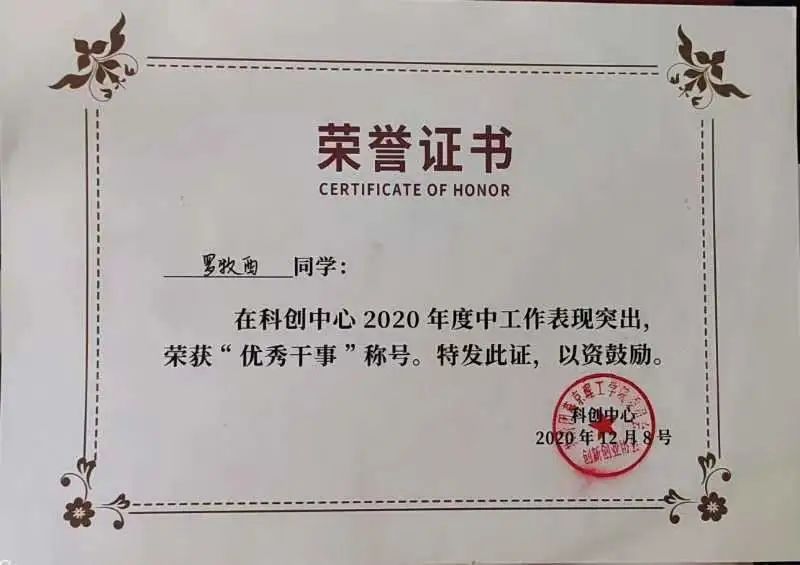 荣誉证书
CERTIFICATE OF HONOR
罗牧酉 同学：
在科创中心 2020 年度中工作表现突出，
荣获“优秀干事”称号。特发此证，以资鼓励。
科创中心
2020 年 12 月 8 号